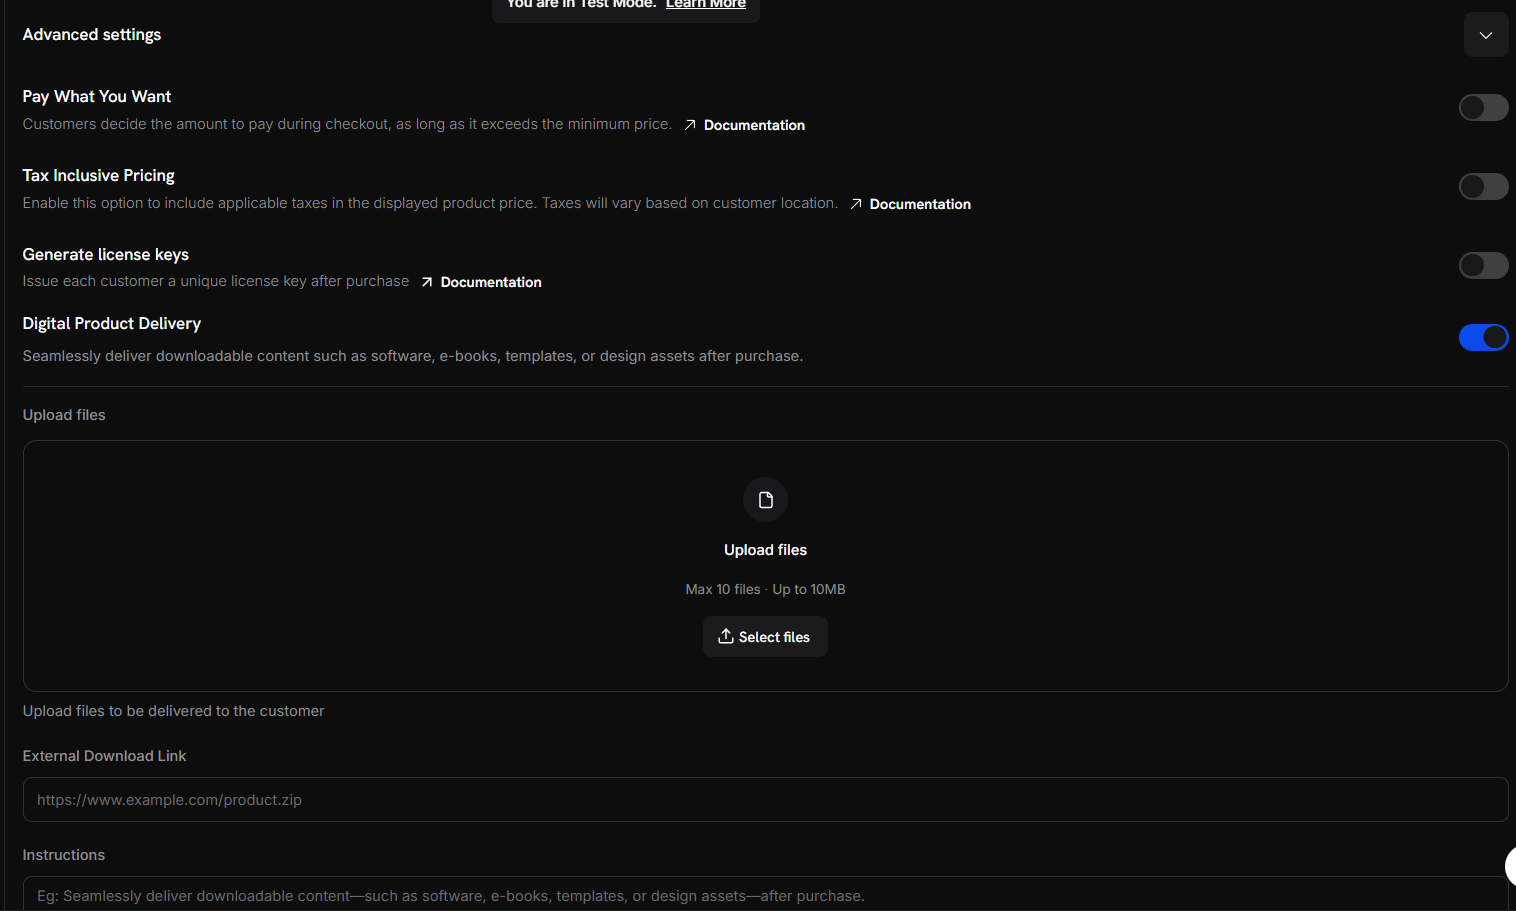 You are in Test Mode. Learn More
Advanced settings
Pay What You Want
Customers decide the amount to pay during checkout, as long as it exceeds the minimum price. Documentation
Tax Inclusive Pricing
Enable this option to include applicable taxes in the displayed product price. Taxes will vary based on customer location. Documentation
Generate license keys
Issue each customer a unique license key after purchase Documentation
Digital Product Delivery
Seamlessly deliver downloadable content such as software, e-books, templates, or design assets after purchase.
Upload files
Upload files
Max 10 files · Up to 10MB
Select files
Upload files to be delivered to the customer
External Download Link
https://www.example.com/product.zip
Instructions
Eg: Seamlessly deliver downloadable content—such as software, e-books, templates, or design assets—after purchase.